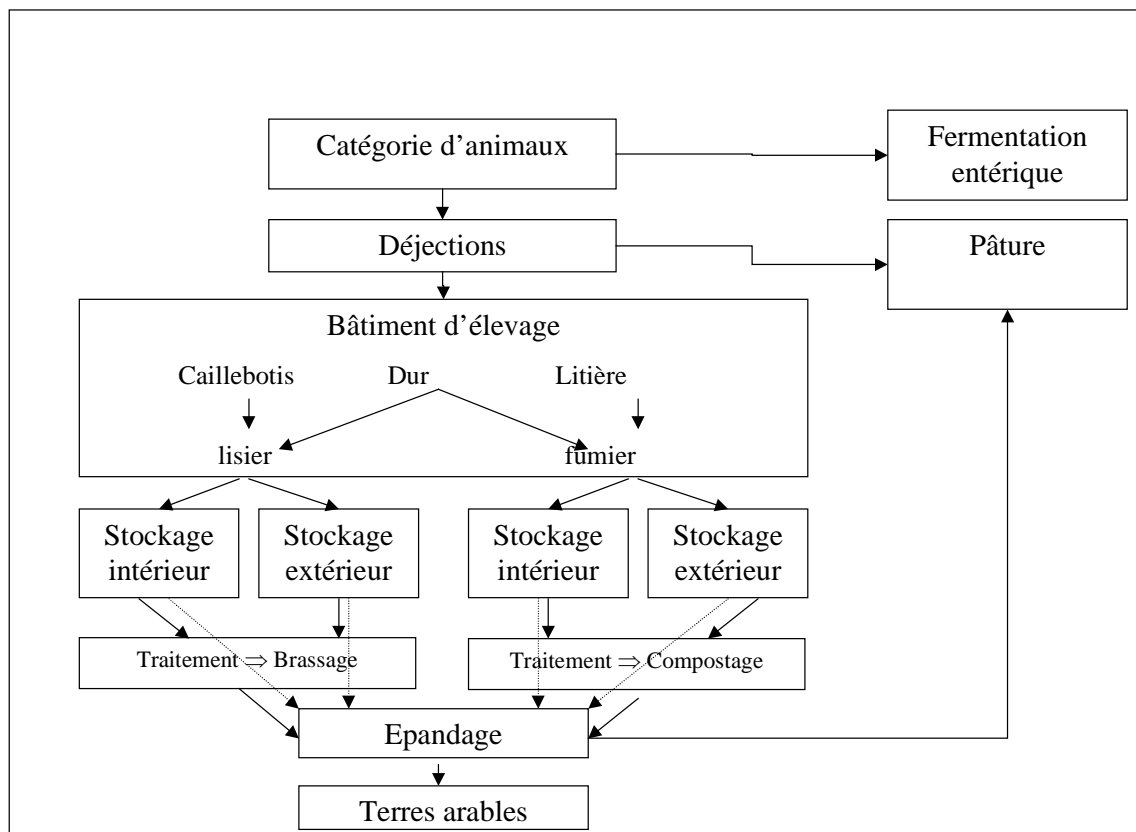 Catégorie d'animaux
Fermentation
entérique
Déjections
Pâture
Bâtiment d'élevage
Caillebotis
Dur
Litière
lisier
fumier
Stockage
intérieur
Stockage
extérieur
Stockage
intérieur
Stockage
extérieur
Traitement ⇒ Brassage
Traitement ⇒ Compostage
Epandage
Terres arables